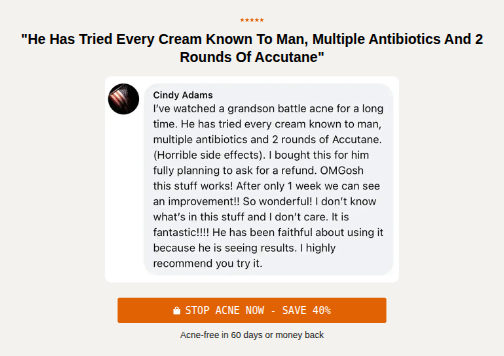 "He Has Tried Every Cream Known To Man, Multiple Antibiotics And 2
Rounds Of Accutane"
Cindy Adams
I've watched a grandson battle acne for a long
time. He has tried every cream known to man,
multiple antibiotics and 2 rounds of Accutane.
(Horrible side effects). I bought this for him
fully planning to ask for a refund. OMGosh
this stuff works! After only 1 week we can see
an improvement!! So wonderful! I don't know
what's in this stuff and I don't care. It is
fantastic!!!! He has been faithful about using it
because he is seeing results. I highly
recommend you try it.
STOP ACNE NOW - SAVE 40%
Acne-free in 60 days or money back